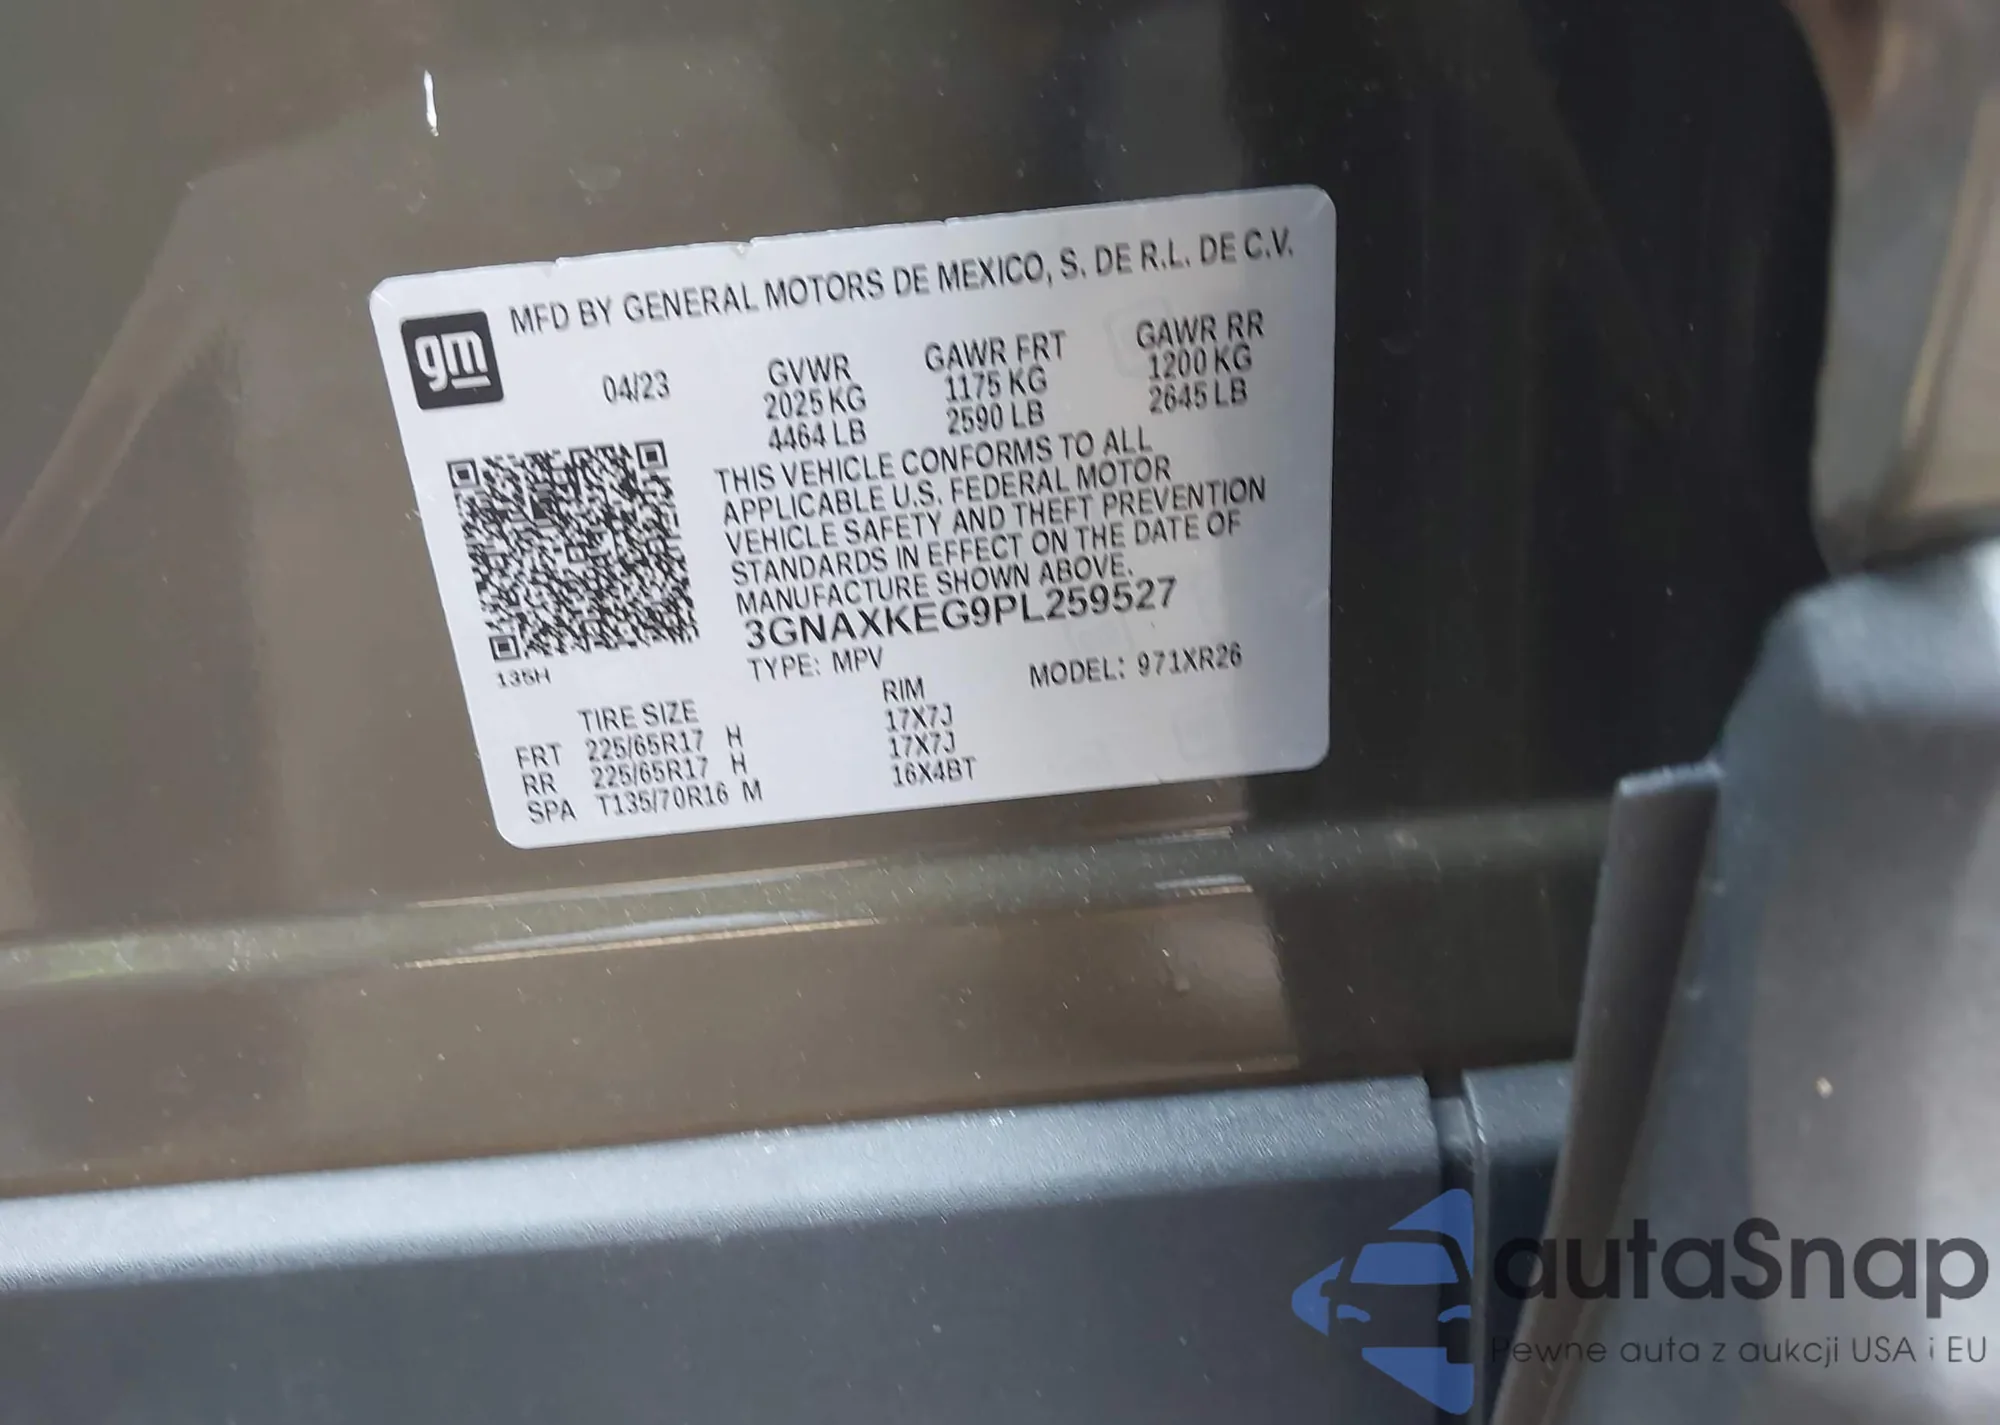 gm
MFD BY GENERAL MOTORS DE MEXICO, S. DE R.L. DE C.V.
04/23 GVWR GAWR FRT GAWR RR
2025 KG 1175 KG 1200 KG
4464 LB 2590 LB 2645 LB
THIS VEHICLE CONFORMS TO ALL
APPLICABLE U.S. FEDERAL MOTOR
VEHICLE SAFETY AND THEFT PREVENTION
STANDARDS IN EFFECT ON THE DATE OF
MANUFACTURE SHOWN ABOVE.
3GNAXKEG9PL259527
135H
TYPE: MPV MODEL: 971XR26
TIRE SIZE RIM
FRT 225/65R17 H 17X7J
RR 225/65R17 H 17X7J
SPA T135/70R16 M 16X4BT
autaSnap
Pewne auta z aukcji USA i EU